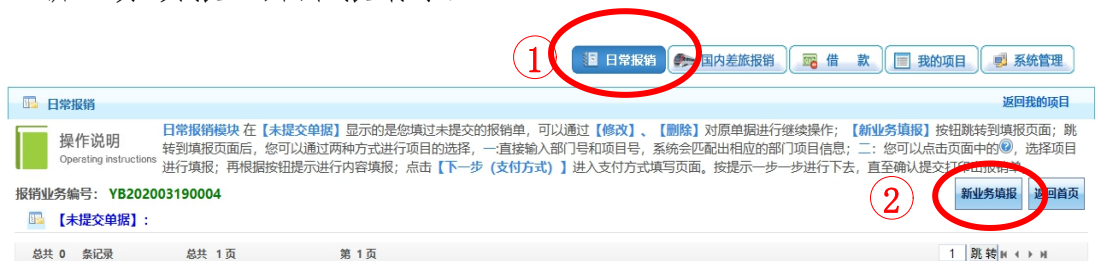 ① 日常报销 国内差旅报销 借 款 我的项目 系统管理
日常报销 返回我的项目
操作说明
Operating instructions
日常报销模块 在【未提交单据】显示的是您填过未提交的报销单，可以通过【修改】、【删除】对原单据进行继续操作；【新业务填报】按钮跳转到填报页面；跳
转到填报页面后，您可以通过两种方式进行项目的选择，一:直接输入部门号和项目号，系统会匹配出相应的部门项目信息；二：您可以点击页面中的，选择项目
进行填报；再根据按钮提示进行内容填报；点击【下一步（支付方式）】进入支付方式填写页面。按提示一步一步进行下去，直至确认提交打印出报销单
报销业务编号： YB202003190004
② 新业务填报 返回首页
【未提交单据】:
总共 0 条记录 总共 1 页 第 1 页 1 跳 转